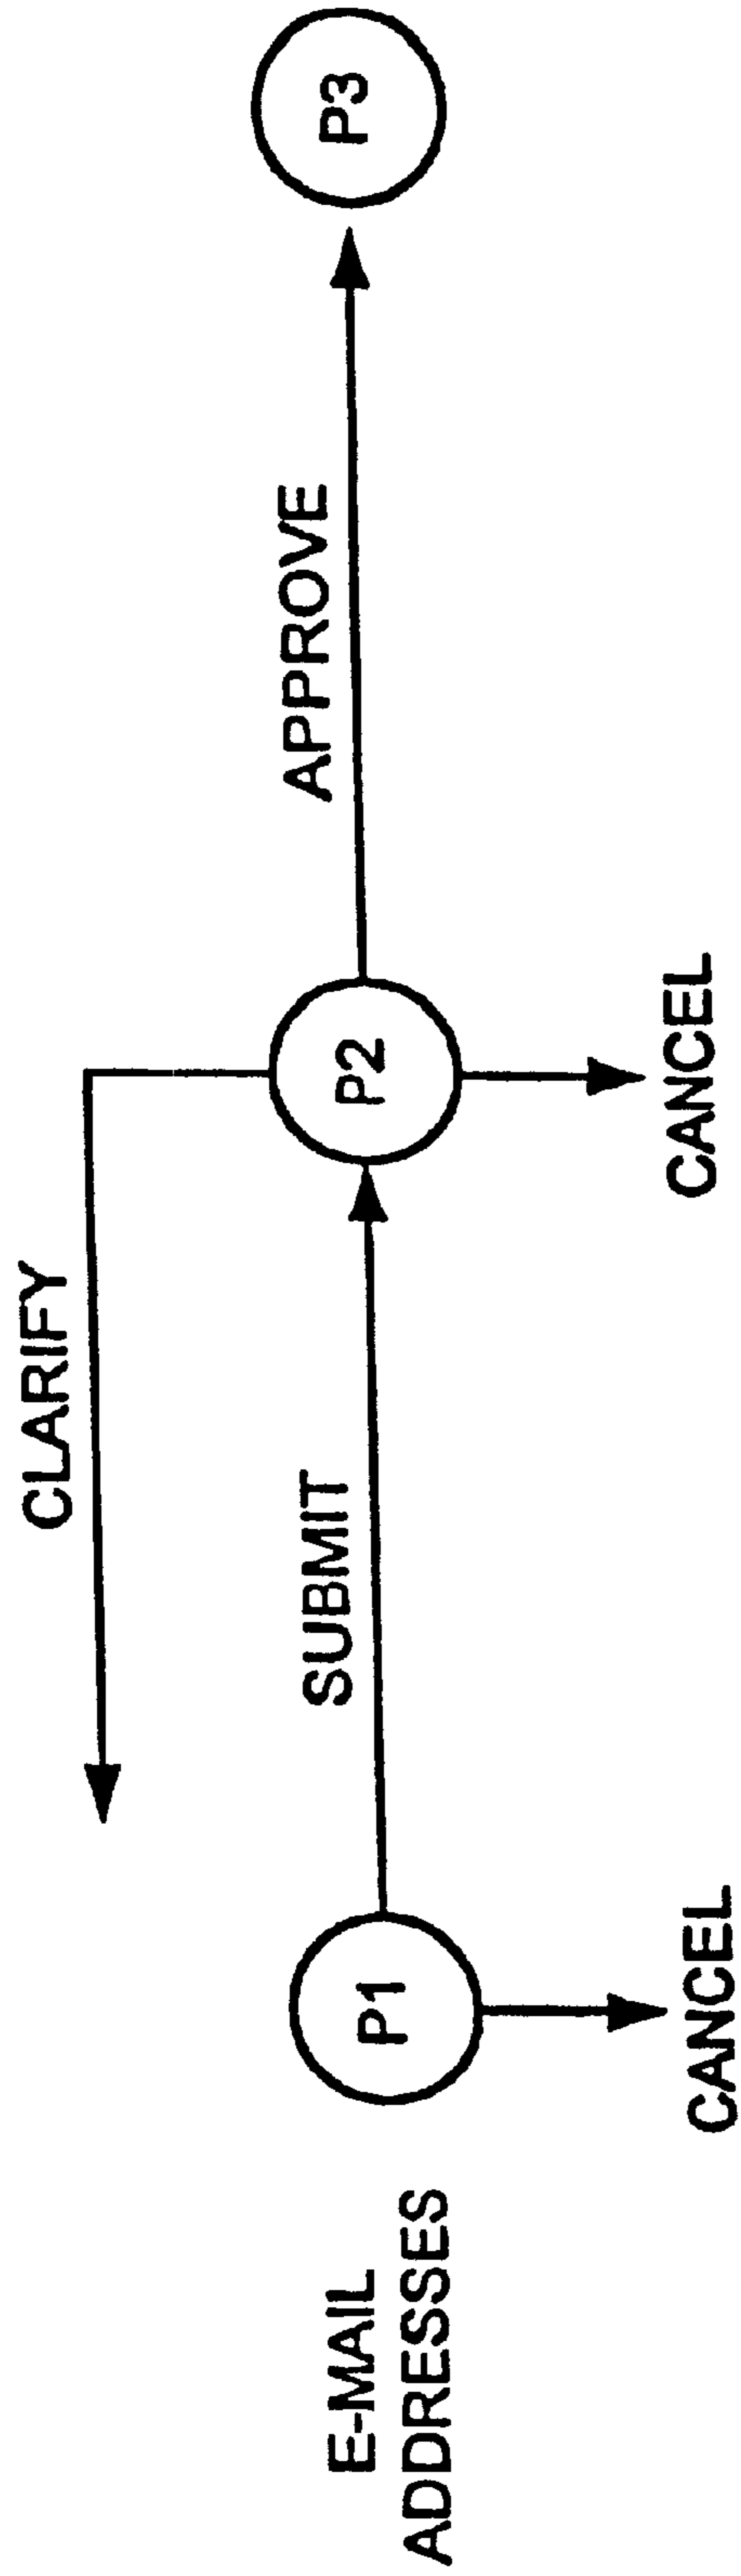 CLARIFY
E-MAIL
ADDRESSES
P1
SUBMIT
P2
APPROVE
P3
CANCEL
CANCEL